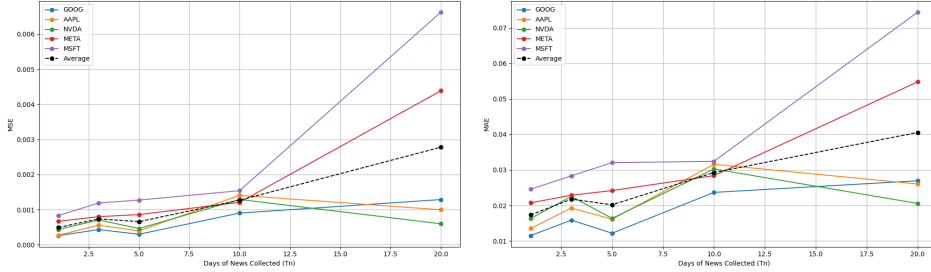 GOOG
AAPL
NVDA
META
MSFT
Average
0.006
0.005
0.004
0.003
0.002
0.001
0.000
MSE
2.5
5.0
7.5
10.0
12.5
15.0
17.5
20.0
Days of News Collected (Tn)
GOOG
AAPL
NVDA
META
MSFT
Average
0.07
0.06
0.05
0.04
0.03
0.02
0.01
MAE
2.5
5.0
7.5
10.0
12.5
15.0
17.5
20.0
Days of News Collected (Tn)